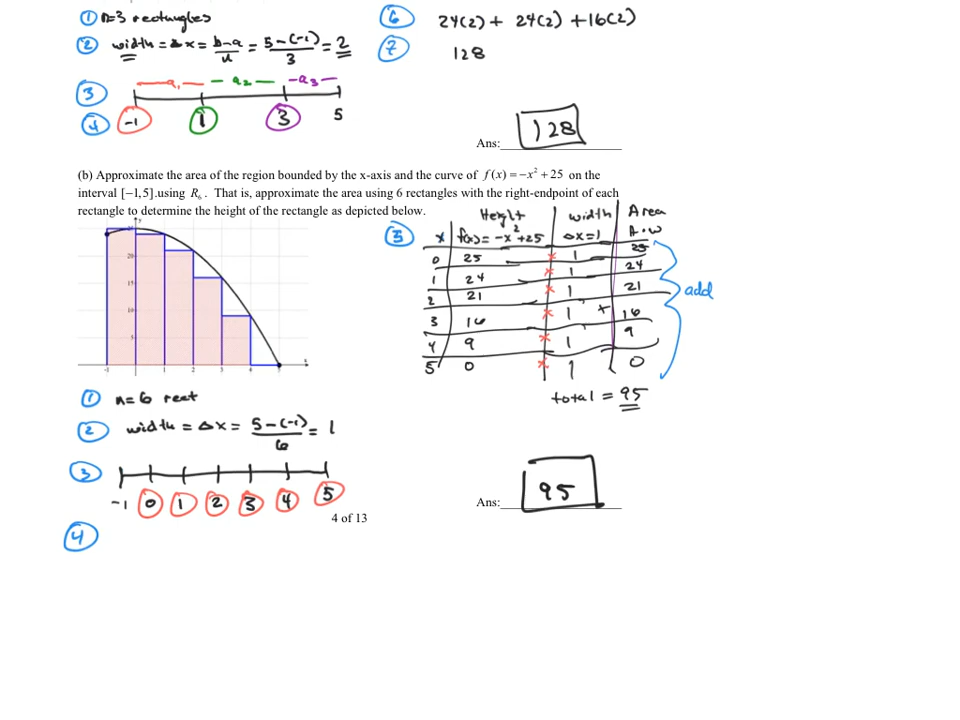 ① n=3 rectangles
② width = Δx = b-a/n = 5-(-1)/3 = 2
③ a₁ a₂ a₃
④ -1 1 3 5
⑥ 24(2) + 24(2) + 16(2)
⑦ 128
Ans: 128
(b) Approximate the area of the region bounded by the x-axis and the curve of f(x) = −x² + 25 on the
interval [−1,5].using R₆. That is, approximate the area using 6 rectangles with the right-endpoint of each
rectangle to determine the height of the rectangle as depicted below.
⑤ Height width Area
x f(x) = -x²+25 Δx=1 A·w
0 25 * 1 25
1 24 * 1 24
2 21 * 1 21
3 16 * 1 + 16
4 9 * 1 9
5 0 * 1 0
add
total = 95
① n=6 rect
② width = Δx = 5-(-1)/6 = 1
③ -1 0 1 2 3 4 5
Ans: 95
4 of 13
④